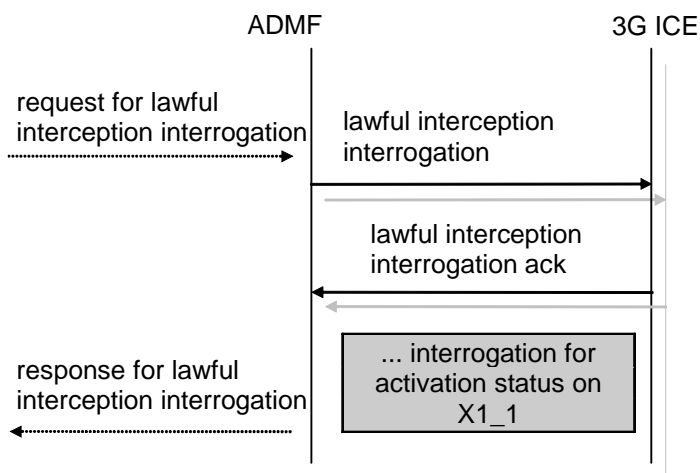 ADMF
3G ICE
request for lawful
interception interrogation
lawful interception
interrogation
lawful interception
interrogation ack
... interrogation for
activation status on
X1_1
response for lawful
interception interrogation